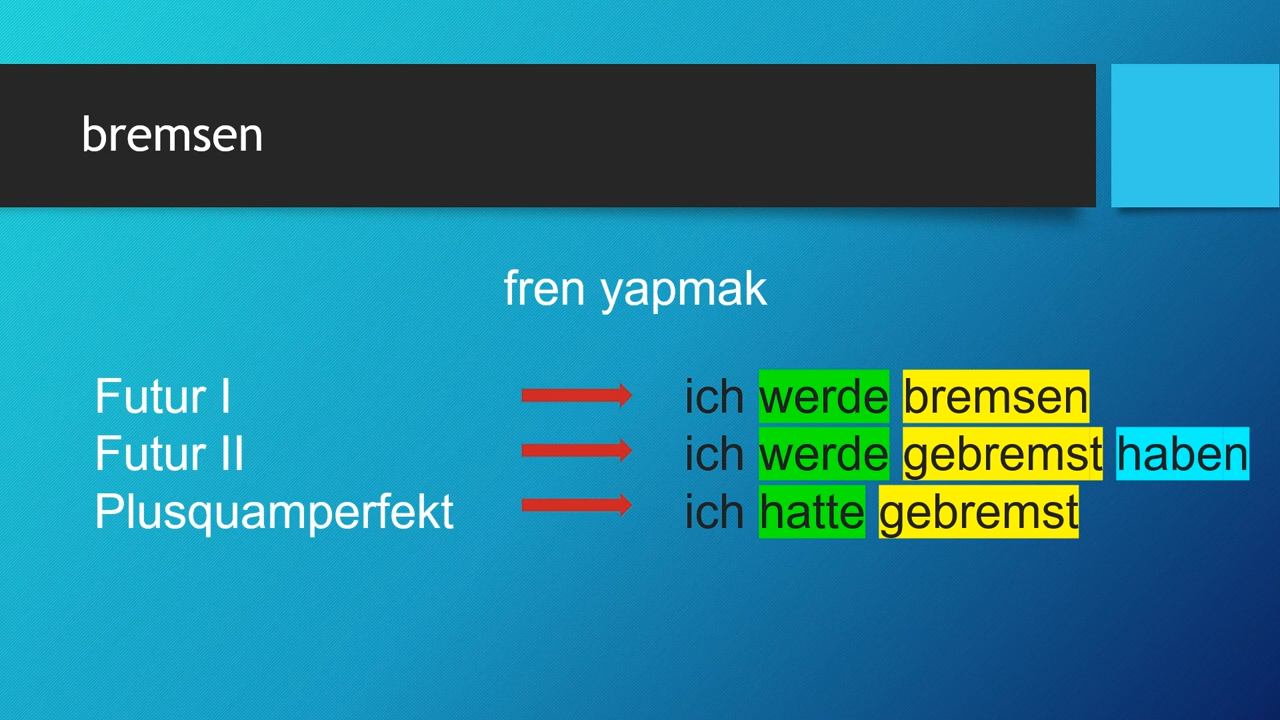 bremsen
fren yapmak
Futur I ich werde bremsen
Futur II ich werde gebremst haben
Plusquamperfekt ich hatte gebremst